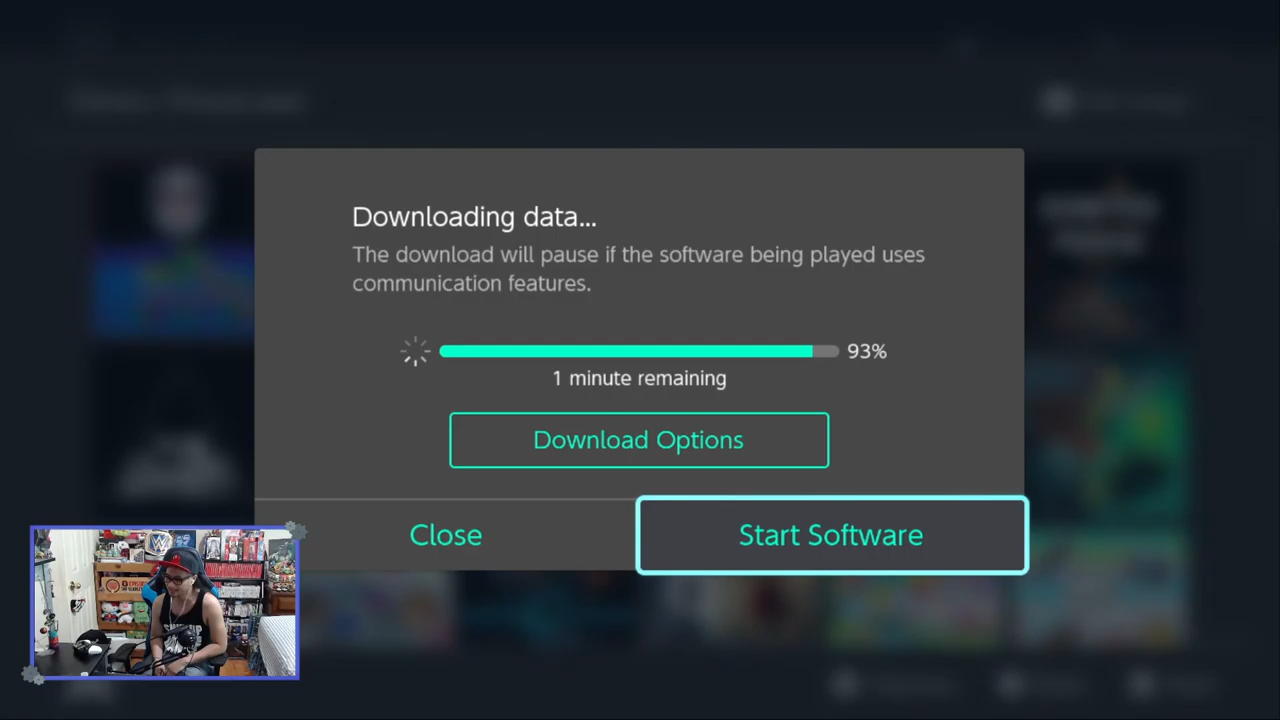 Downloading data...
The download will pause if the software being played uses
communication features.
93%
1 minute remaining
Download Options
Close
Start Software